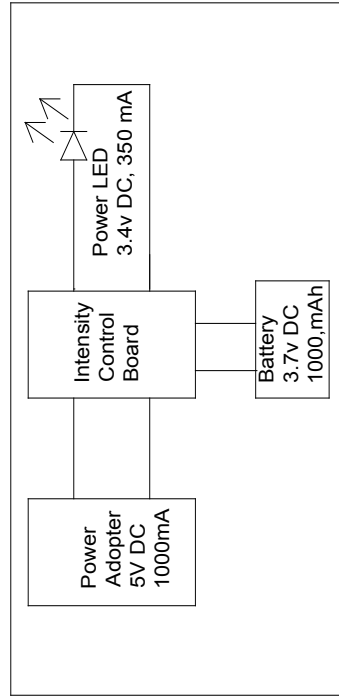 Power
Adopter
5V DC
1000mA
Intensity
Control
Board
Power LED
3.4v DC, 350 mA
Battery
3.7v DC
1000,mAh